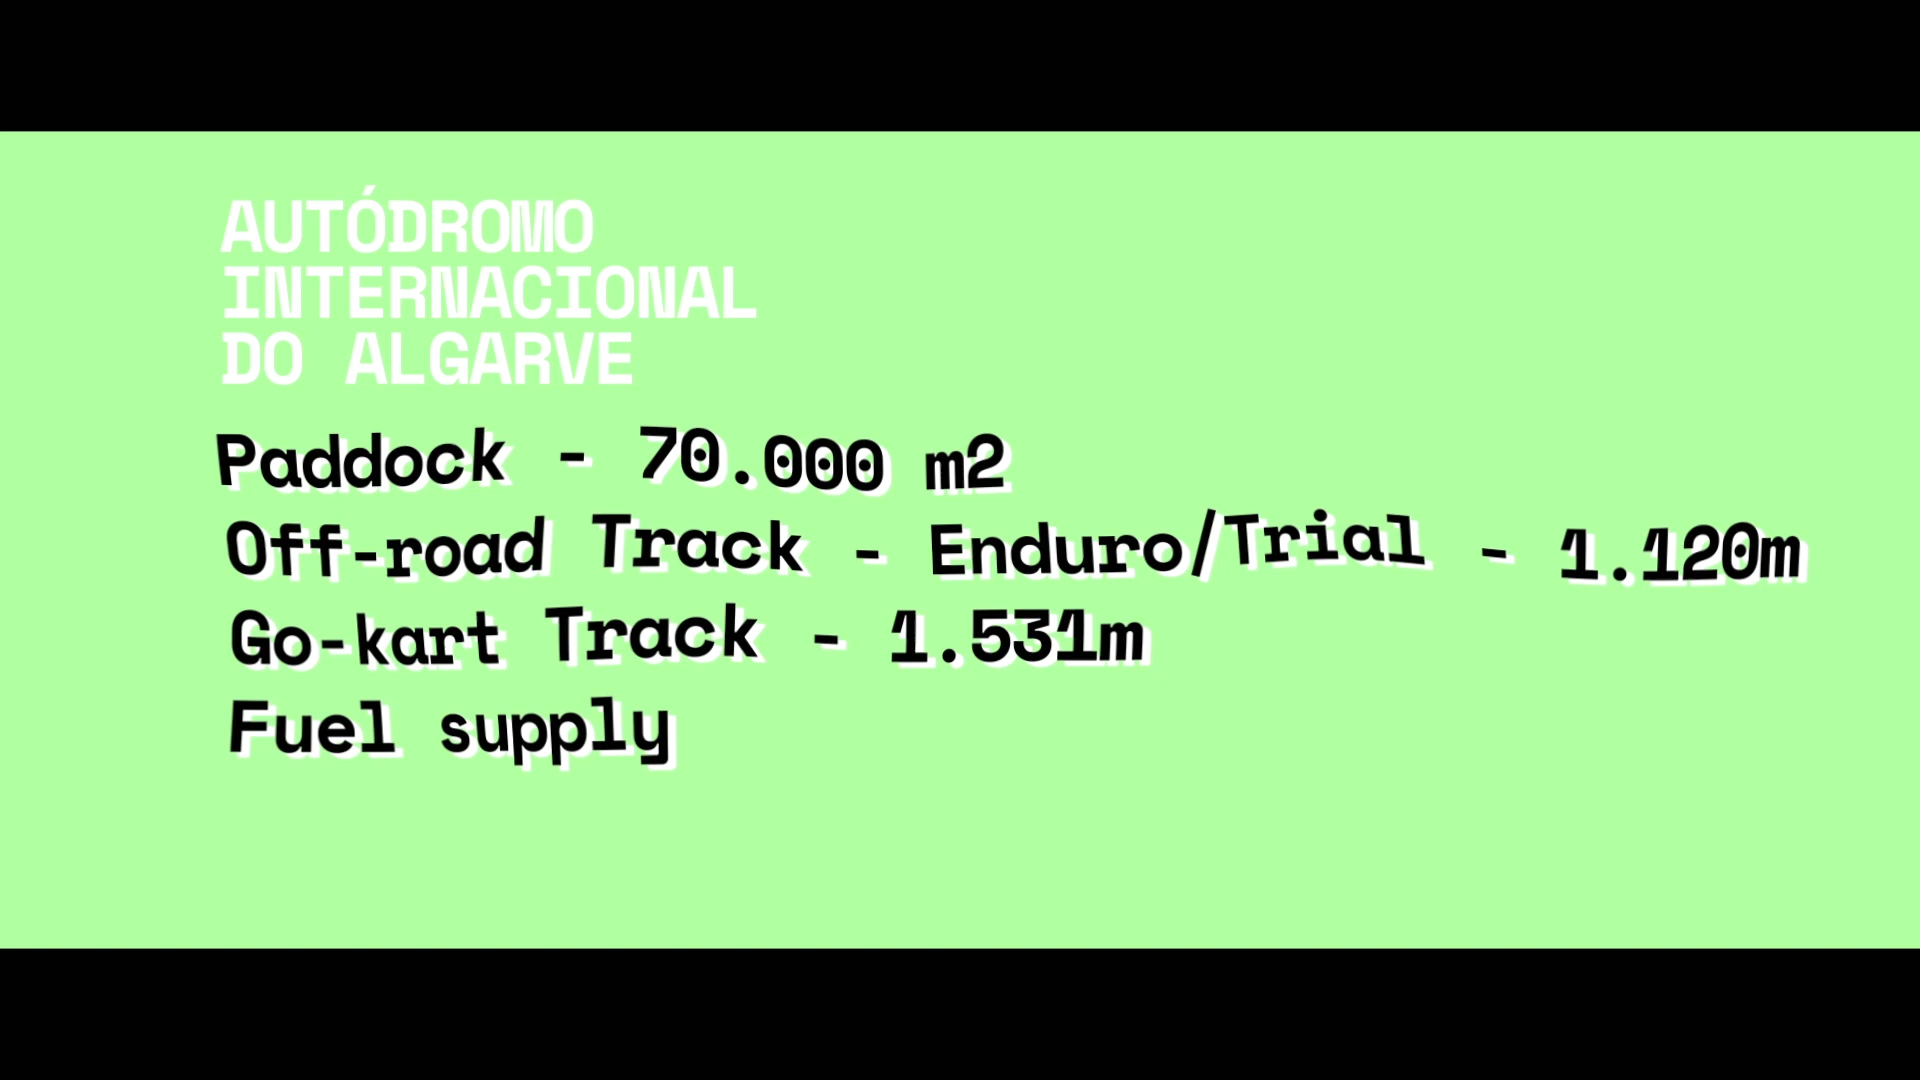 AUTÓDROMO
INTERNACIONAL
DO ALGARVE
Paddock - 70.000 m2
Off-road Track - Enduro/Trial - 1.120m
Go-kart Track - 1.531m
Fuel supply